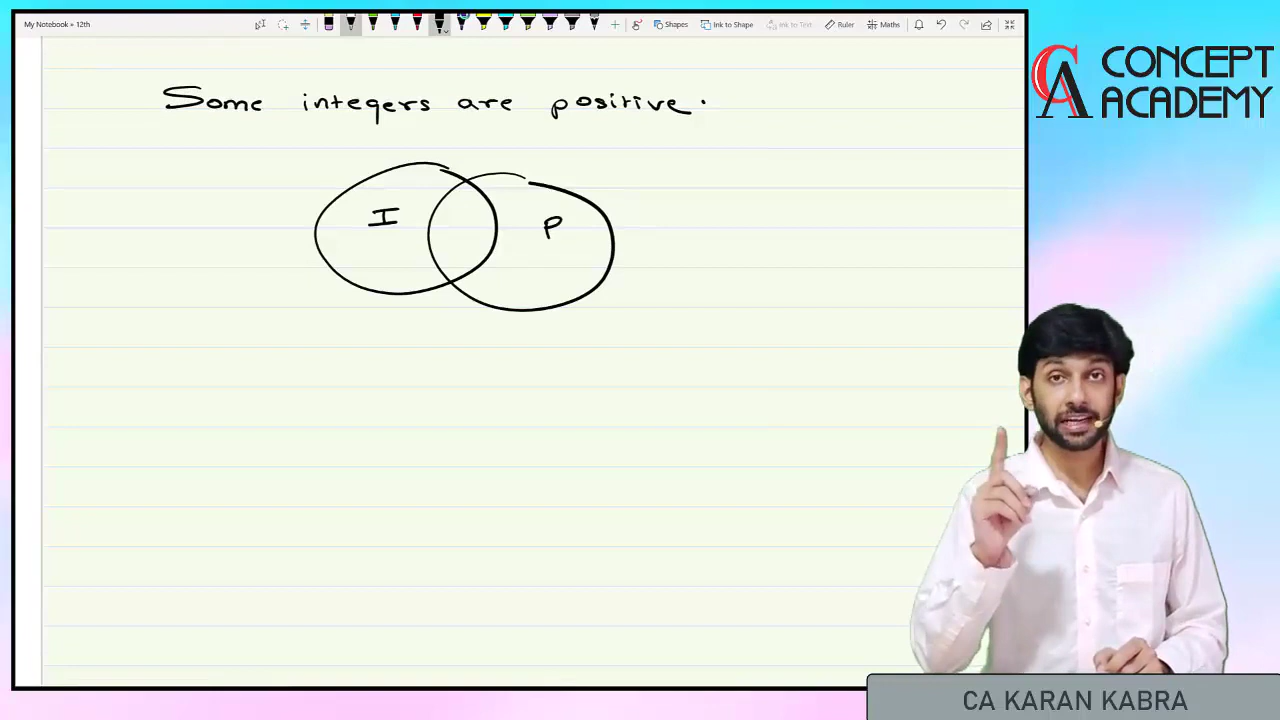 My Notebook » 12th
Shapes
Ink to Shape
Ink to Text
Ruler
Maths
CONCEPT
ACADEMY
Some integers are positive.
I
P
CA KARAN KABRA